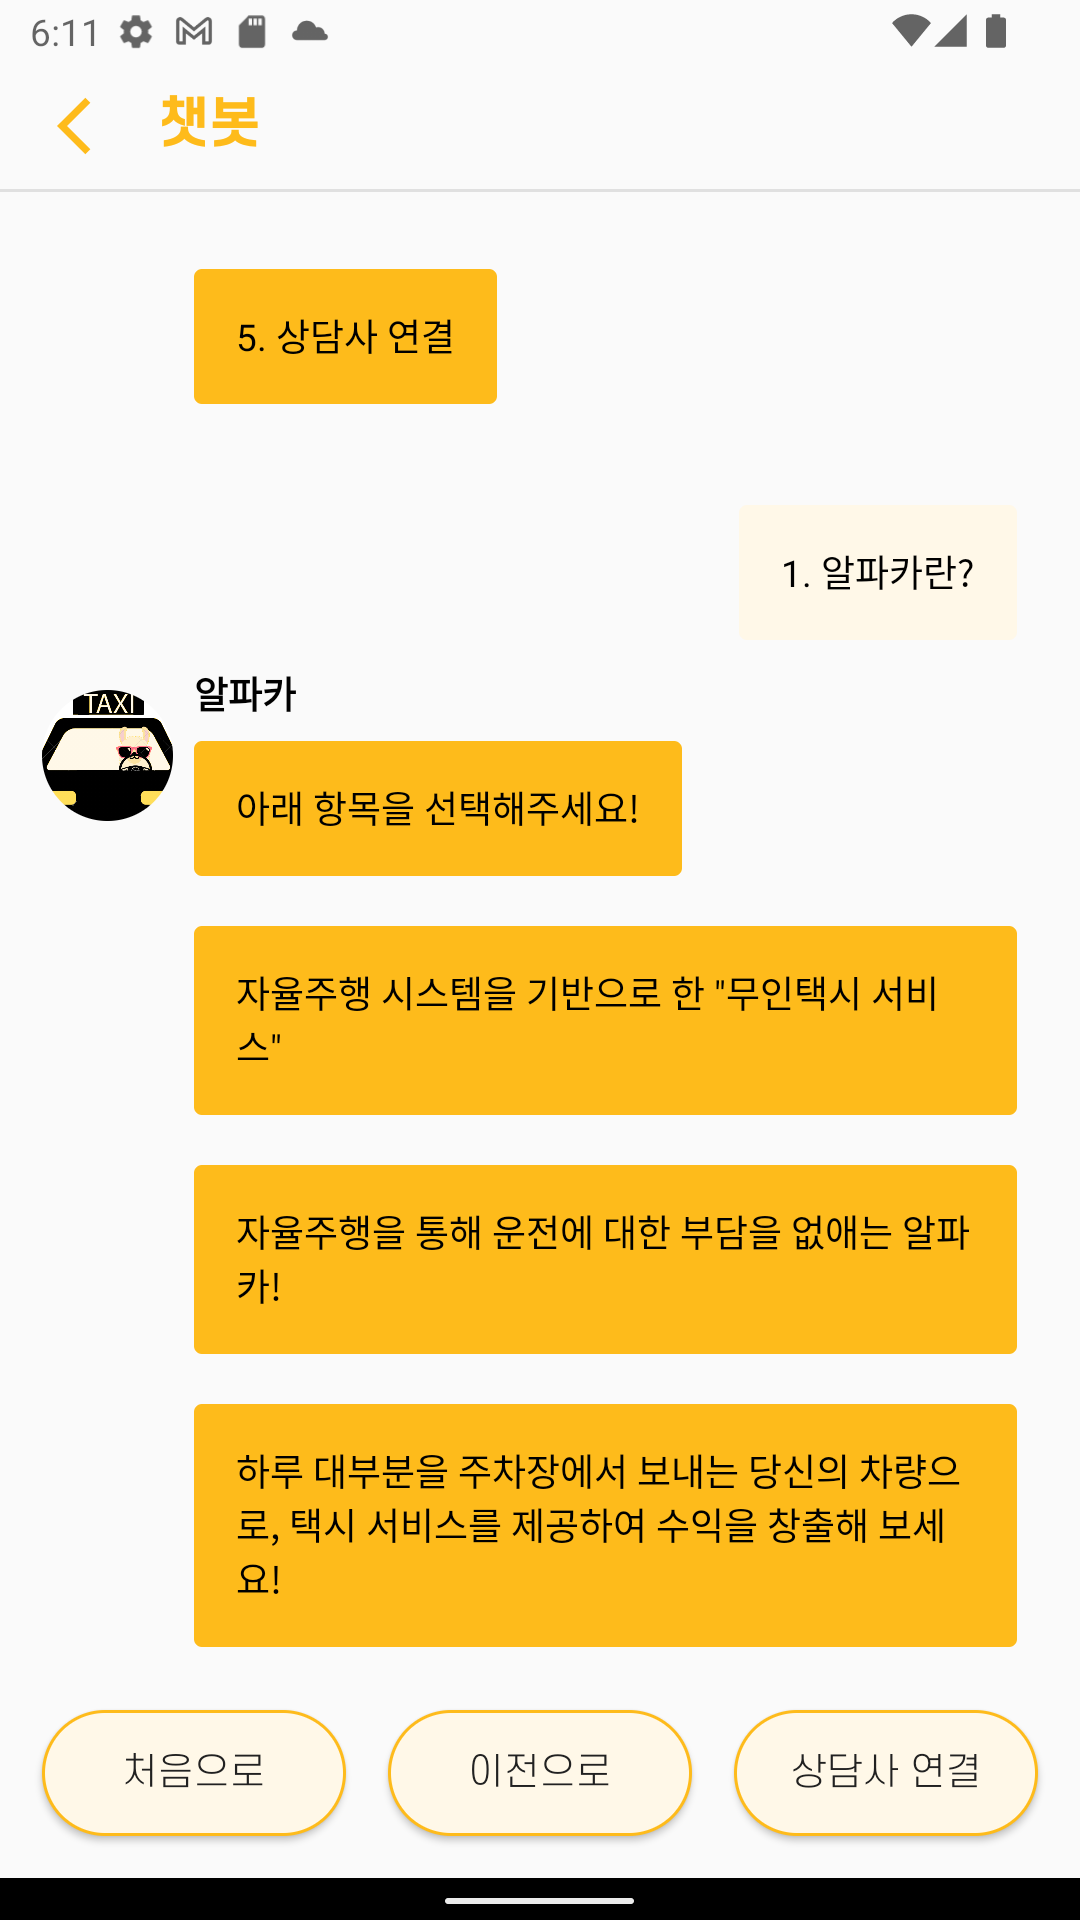 6:11
챗봇
5. 상담사 연결
1. 알파카란?
TAXI
알파카
아래 항목을 선택해주세요!
자율주행 시스템을 기반으로 한 "무인택시 서비
스"
자율주행을 통해 운전에 대한 부담을 없애는 알파
카!
하루 대부분을 주차장에서 보내는 당신의 차량으
로, 택시 서비스를 제공하여 수익을 창출해 보세
요!
처음으로
이전으로
상담사 연결